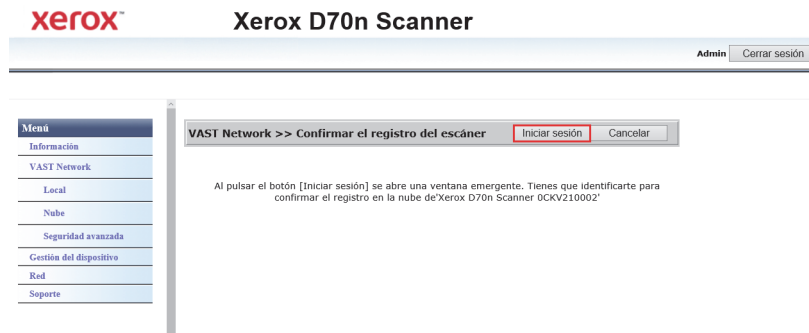 xerox™
Xerox D70n Scanner
Admin Cerrar sesión
Menú
Información
VAST Network
Local
Nube
Seguridad avanzada
Gestión del dispositivo
Red
Soporte
VAST Network >> Confirmar el registro del escáner Iniciar sesión Cancelar
Al pulsar el botón [Iniciar sesión] se abre una ventana emergente. Tienes que identificarte para
confirmar el registro en la nube de'Xerox D70n Scanner 0CKV210002'